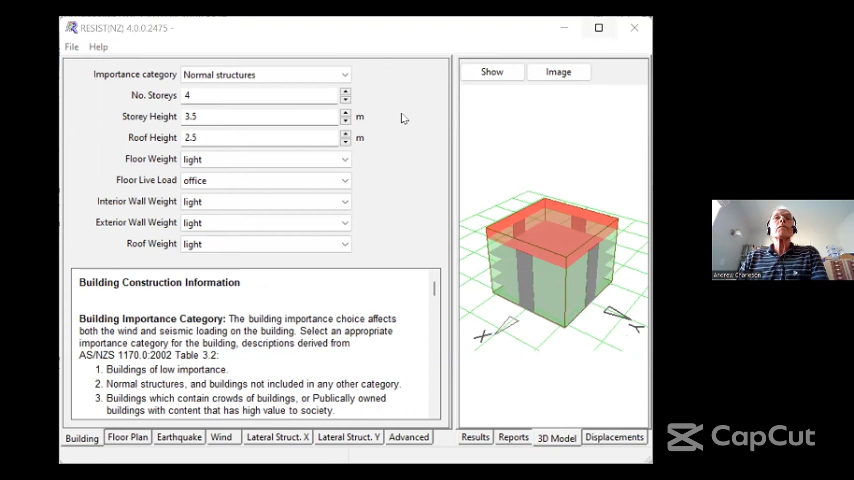 RESIST(NZ) 4.0.0.2475 -
File Help
Importance category Normal structures
No. Storeys 4
Storey Height 3.5 m
Roof Height 2.5 m
Floor Weight light
Floor Live Load office
Interior Wall Weight light
Exterior Wall Weight light
Roof Weight light
Building Construction Information
Building Importance Category: The building importance choice affects
both the wind and seismic loading on the building. Select an appropriate
importance category for the building, descriptions derived from
AS/NZS 1170.0:2002 Table 3.2:
1. Buildings of low importance.
2. Normal structures, and buildings not included in any other category.
3. Buildings which contain crowds of buildings, or Publically owned
buildings with content that has high value to society.
Building Floor Plan Earthquake Wind Lateral Struct. X Lateral Struct. Y Advanced
Show Image
X Y
Results Reports 3D Model Displacements
Andrew Charleson
CapCut